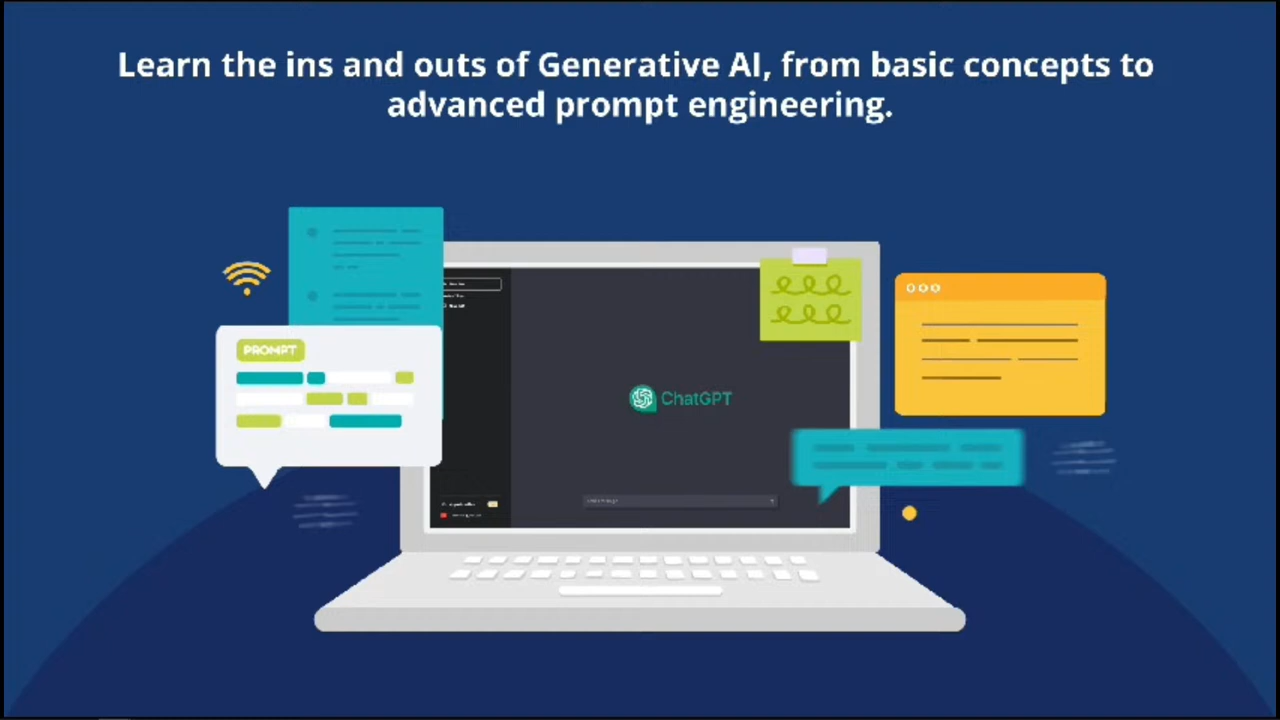 Learn the ins and outs of Generative AI, from basic concepts to
advanced prompt engineering.
PROMPT
ChatGPT